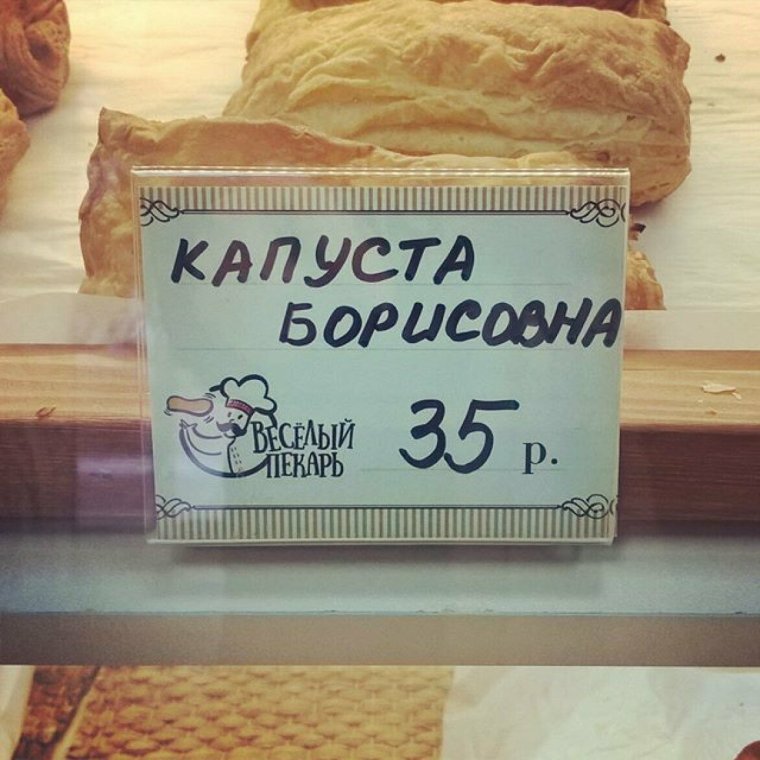 КАПУСТА
БОРИСОВНА
ВЕСЁЛЫЙ
ПЕКАРЬ
35 р.